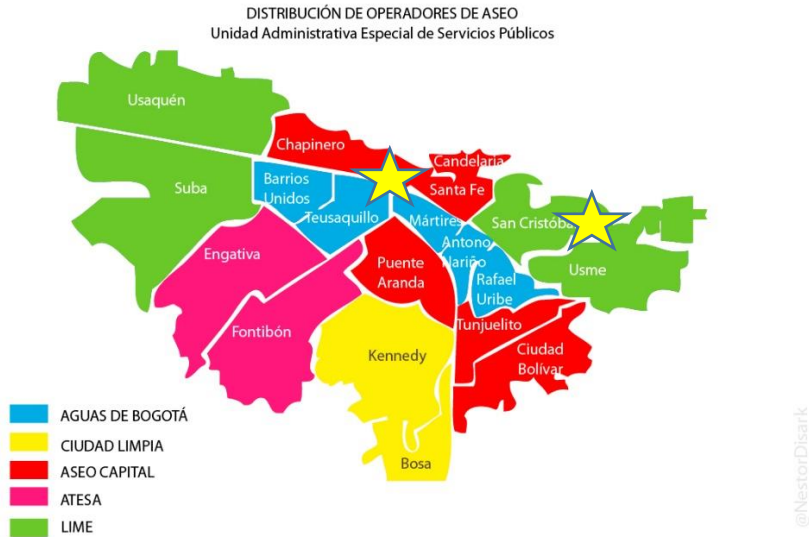 DISTRIBUCIÓN DE OPERADORES DE ASEO
Unidad Administrativa Especial de Servicios Públicos
Usaquén
Chapinero
Candelaria
Suba
Barrios
Unidos
Santa Fe
Teusaquillo
Mártires
San Cristóba
Engativa
Antono
Nariño
Puente
Aranda
Rafael
Uribe
Usme
Fontibón
Kennedy
Tunjuelito
Ciudad
Bolívar
Bosa
AGUAS DE BOGOTÁ
CIUDAD LIMPIA
ASEO CAPITAL
ATESA
LIME
@NestorDisark